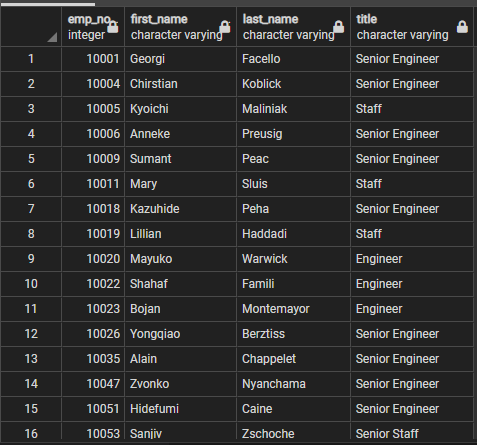 emp_no first_name last_name title
integer character varying character varying character varying
1 10001 Georgi Facello Senior Engineer
2 10004 Chirstian Koblick Senior Engineer
3 10005 Kyoichi Maliniak Staff
4 10006 Anneke Preusig Senior Engineer
5 10009 Sumant Peac Senior Engineer
6 10011 Mary Sluis Staff
7 10018 Kazuhide Peha Senior Engineer
8 10019 Lillian Haddadi Staff
9 10020 Mayuko Warwick Engineer
10 10022 Shahaf Famili Engineer
11 10023 Bojan Montemayor Engineer
12 10026 Yongqiao Berztiss Senior Engineer
13 10035 Alain Chappelet Senior Engineer
14 10047 Zvonko Nyanchama Senior Engineer
15 10051 Hidefumi Caine Senior Engineer
16 10053 Sanjiv Zschoche Senior Staff